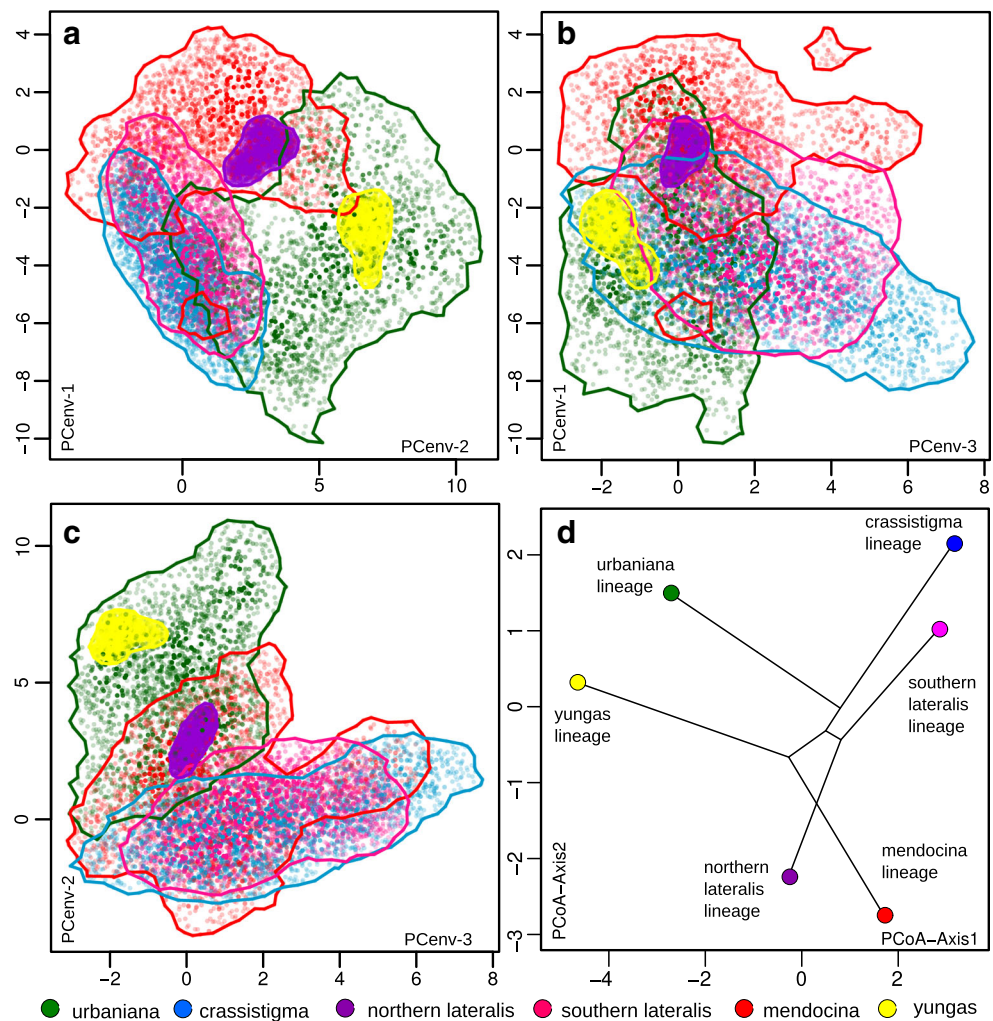 a
4
2
0
−2
−4
−6
−8
−10
PCenv-1
PCenv-2
0
5
10
b
4
2
0
−2
−4
−6
−8
−10
PCenv-1
PCenv-3
−2
0
2
4
6
8
c
10
5
0
PCenv-2
PCenv-3
−2
0
2
4
6
8
d
2
1
0
−1
−2
−3
PCoA−Axis2
PCoA−Axis1
−4
−2
0
2
crassistigma
lineage
urbaniana
lineage
southern
lateralis
lineage
yungas
lineage
northern
lateralis
lineage
mendocina
lineage
urbaniana crassistigma northern lateralis southern lateralis mendocina yungas